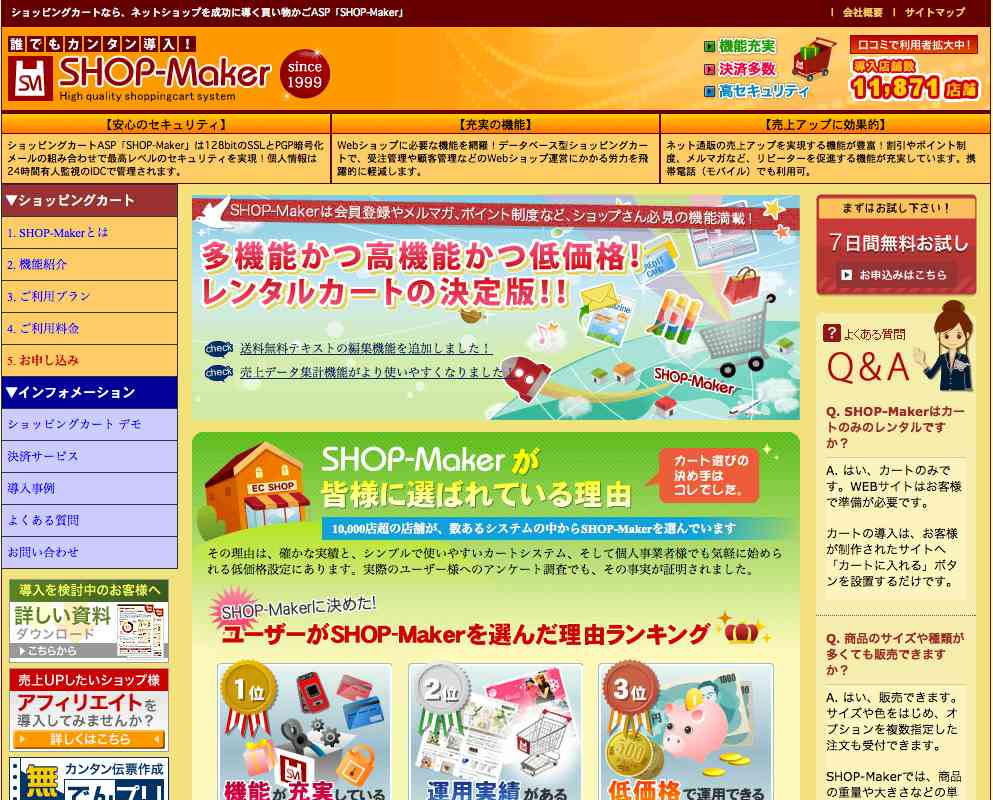 ショッピングカートなら、ネットショップを成功に導く買い物かごASP「SHOP-Maker」
| 会社概要 | サイトマップ
誰でもカンタン導入!
SHOP-Maker
High quality shoppingcart system
since
1999
機能充実
決済多数
高セキュリティ
口コミで利用者拡大中!
導入店舗数
11,871店舗
【安心のセキュリティ】
ショッピングカートASP「SHOP-Maker」は128bitのSSLとPGP暗号化
メールの組み合わせで最高レベルのセキュリティを実現!個人情報は
24時間有人監視のIDCで管理されます。
【充実の機能】
Webショップに必要な機能を網羅!データベース型ショッピングカー
トで、受注管理や顧客管理などのWebショップ運営にかかる労力を飛
躍的に軽減します。
【売上アップに効果的】
ネット通販の売上アップを実現する機能が豊富!割引やポイント制
度、メルマガなど、リピーターを促進する機能が充実しています。携
帯電話(モバイル)でも利用可。
▼ショッピングカート
1. SHOP-Makerとは
2. 機能紹介
3. ご利用プラン
4. ご利用料金
5. お申し込み
▼インフォメーション
ショッピングカート デモ
決済サービス
導入事例
よくある質問
お問い合わせ
導入を検討中のお客様へ
詳しい資料
ダウンロード
こちらから
売上UPしたいショップ様
アフィリエイトを
導入してみませんか?
詳しくはこちら
カンタン伝票作成
無
でんプリ
SHOP-Makerは会員登録やメルマガ、ポイント制度など、ショップさん必見の機能満載!
多機能かつ高機能かつ低価格!
レンタルカートの決定版!!
check 送料無料テキストの編集機能を追加しました!
check 売上データ集計機能がより使いやすくなりました!
CREDIT CARD
magazine
SHOP-Maker
EC SHOP
SHOP-Makerが
皆様に選ばれている理由
カート選びの
決め手は
コレでした。
10,000店超の店舗が、数あるシステムの中からSHOP-Makerを選んでいます
その理由は、確かな実績と、シンプルで使いやすいカートシステム、そして個人事業者様でも気軽に始めら
れる低価格設定にあります。実際のユーザー様へのアンケート調査でも、その事実が証明されました。
SHOP-Makerに決めた!
ユーザーがSHOP-Makerを選んだ理由ランキング
1位
機能が充実している
2位
運用実績がある
3位
低価格で運用できる
まずはお試し下さい!
7日間無料お試し
お申込みはこちら
? よくある質問
Q&A
Q. SHOP-Makerはカー
トのみのレンタルです
か?
A. はい、カートのみで
す。WEBサイトはお客様
で準備が必要です。
カートの導入は、お客様
が制作されたサイトへ
「カートに入れる」ボタ
ンを設置するだけです。
Q. 商品のサイズや種類が
多くても販売できます
か?
A. はい、販売できます。
サイズや色をはじめ、オ
プションを複数指定した
注文も受付できます。
SHOP-Makerでは、商品
の重量や大きさなどの単